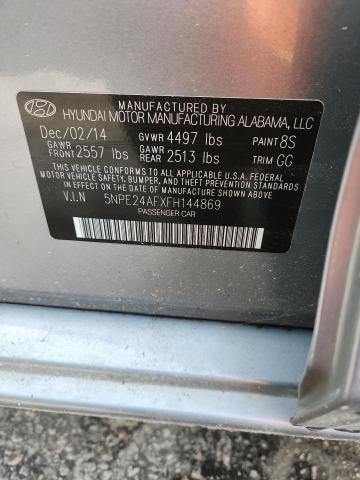 MANUFACTURED BY
HYUNDAI MOTOR MANUFACTURING ALABAMA, LLC
Dec/02/14 GVWR 4497 lbs PAINT 8S
GAWR FRONT 2557 lbs GAWR REAR 2513 lbs TRIM GG
THIS VEHICLE CONFORMS TO ALL APPLICABLE U.S.A. FEDERAL
MOTOR VEHICLE SAFETY, BUMPER, AND THEFT PREVENTION
STANDARDS IN EFFECT ON THE DATE OF MANUFACTURE SHOWN ABOVE
V.I.N 5NPE24AFXFH144869
PASSENGER CAR